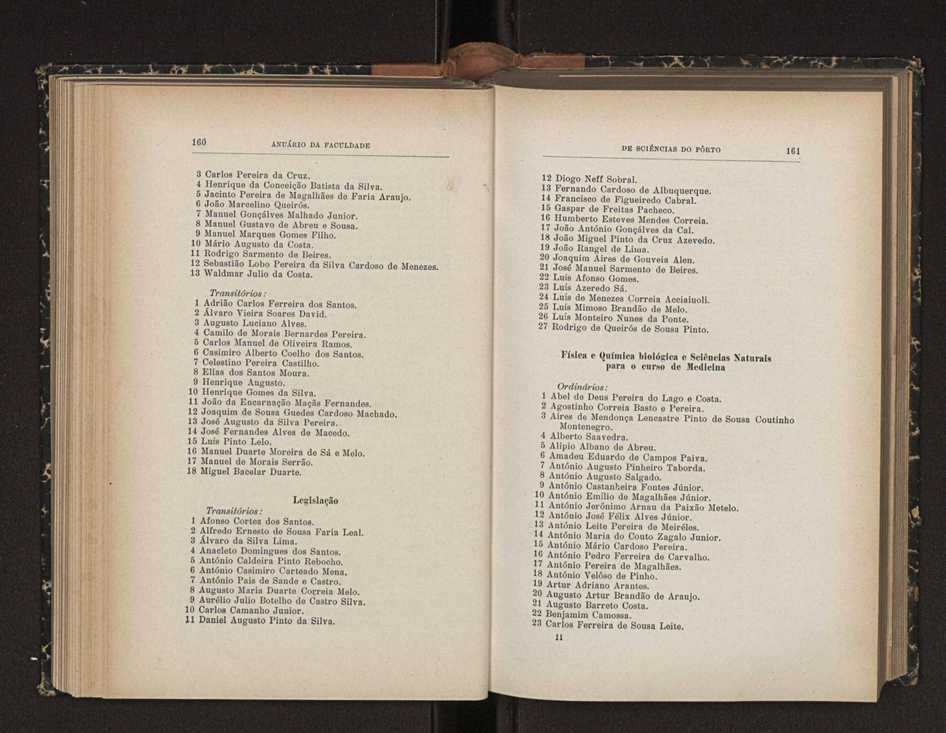 160
ANUÁRIO DA FACULDADE
3 Carlos Pereira da Cruz.
4 Henrique da Conceição Batista da Silva.
5 Jacinto Pereira de Magalhães de Faria Araujo.
6 João Marcelino Queirós.
7 Manuel Gonçálves Malhado Junior.
8 Manuel Gustavo de Abreu e Sousa.
9 Manuel Marques Gomes Filho.
10 Mário Augusto da Costa.
11 Rodrigo Sarmento de Beires.
12 Sebastião Lobo Pereira da Silva Cardoso de Menezes.
13 Waldmar Julio da Costa.
Transitórios:
1 Adrião Carlos Ferreira dos Santos.
2 Álvaro Vieira Soares David.
3 Augusto Luciano Alves.
4 Camilo de Morais Bernardes Pereira.
5 Carlos Manuel de Oliveira Ramos.
6 Casimiro Alberto Coelho dos Santos.
7 Celestino Pereira Castilho.
8 Elias dos Santos Moura.
9 Henrique Augusto.
10 Henrique Gomes da Silva.
11 João da Encarnação Maçãs Fernandes.
12 Joaquim de Sousa Guedes Cardoso Machado.
13 José Augusto da Silva Pereira.
14 José Fernandes Alves de Macedo.
15 Luís Pinto Lelo.
16 Manuel Duarte Moreira de Sá e Melo.
17 Manuel de Morais Serrão.
18 Miguel Bacelar Duarte.
Legislação
Transitórios:
1 Afonso Cortez dos Santos.
2 Alfredo Ernesto de Sousa Faria Leal.
3 Álvaro da Silva Lima.
4 Anacleto Domingues dos Santos.
5 António Caldeira Pinto Rebocho.
6 António Casimiro Carteado Mena.
7 António Pais de Sande e Castro.
8 Augusto Maria Duarte Correia Melo.
9 Aurélio Julio Botelho de Castro Silva.
10 Carlos Camanho Junior.
11 Daniel Augusto Pinto da Silva.
DE SCIÊNCIAS DO PÔRTO
161
12 Diogo Neff Sobral.
13 Fernando Cardoso de Albuquerque.
14 Francisco de Figueiredo Cabral.
15 Gaspar de Freitas Pacheco.
16 Humberto Esteves Mendes Correia.
17 João António Gonçálves da Cal.
18 João Miguel Pinto da Cruz Azevedo.
19 João Rangel de Lima.
20 Joaquim Aires de Gouveia Alen.
21 José Manuel Sarmento de Beires.
22 Luís Afonso Gomes.
23 Luís Azeredo Sá.
24 Luís de Menezes Correia Acciaiuoli.
25 Luís Mimoso Brandão de Melo.
26 Luís Monteiro Nunes da Ponte.
27 Rodrigo de Queirós de Sousa Pinto.
Física e Química biológica e Sciências Naturais
para o curso de Medicina
Ordinários:
1 Abel de Deus Pereira do Lago e Costa.
2 Agostinho Correia Basto e Pereira.
3 Aires de Mendonça Lencastre Pinto de Sousa Coutinho
Montenegro.
4 Alberto Saavedra.
5 Alípio Albano de Abreu.
6 Amadeu Eduardo de Campos Paiva.
7 António Augusto Pinheiro Taborda.
8 António Augusto Salgado.
9 António Castanheira Fontes Júnior.
10 António Emílio de Magalhães Júnior.
11 António Jerónimo Arnau da Paixão Metelo.
12 António José Félix Alves Júnior.
13 António Leite Pereira de Meiréles.
14 António Maria do Couto Zagalo Junior.
15 António Mário Cardoso Pereira.
16 António Pedro Ferreira de Carvalho.
17 António Pereira de Magalhães.
18 António Velôso de Pinho.
19 Artur Adriano Arantes.
20 Augusto Artur Brandão de Araujo.
21 Augusto Barreto Costa.
22 Benjamim Camossa.
23 Carlos Ferreira de Sousa Leite.
11